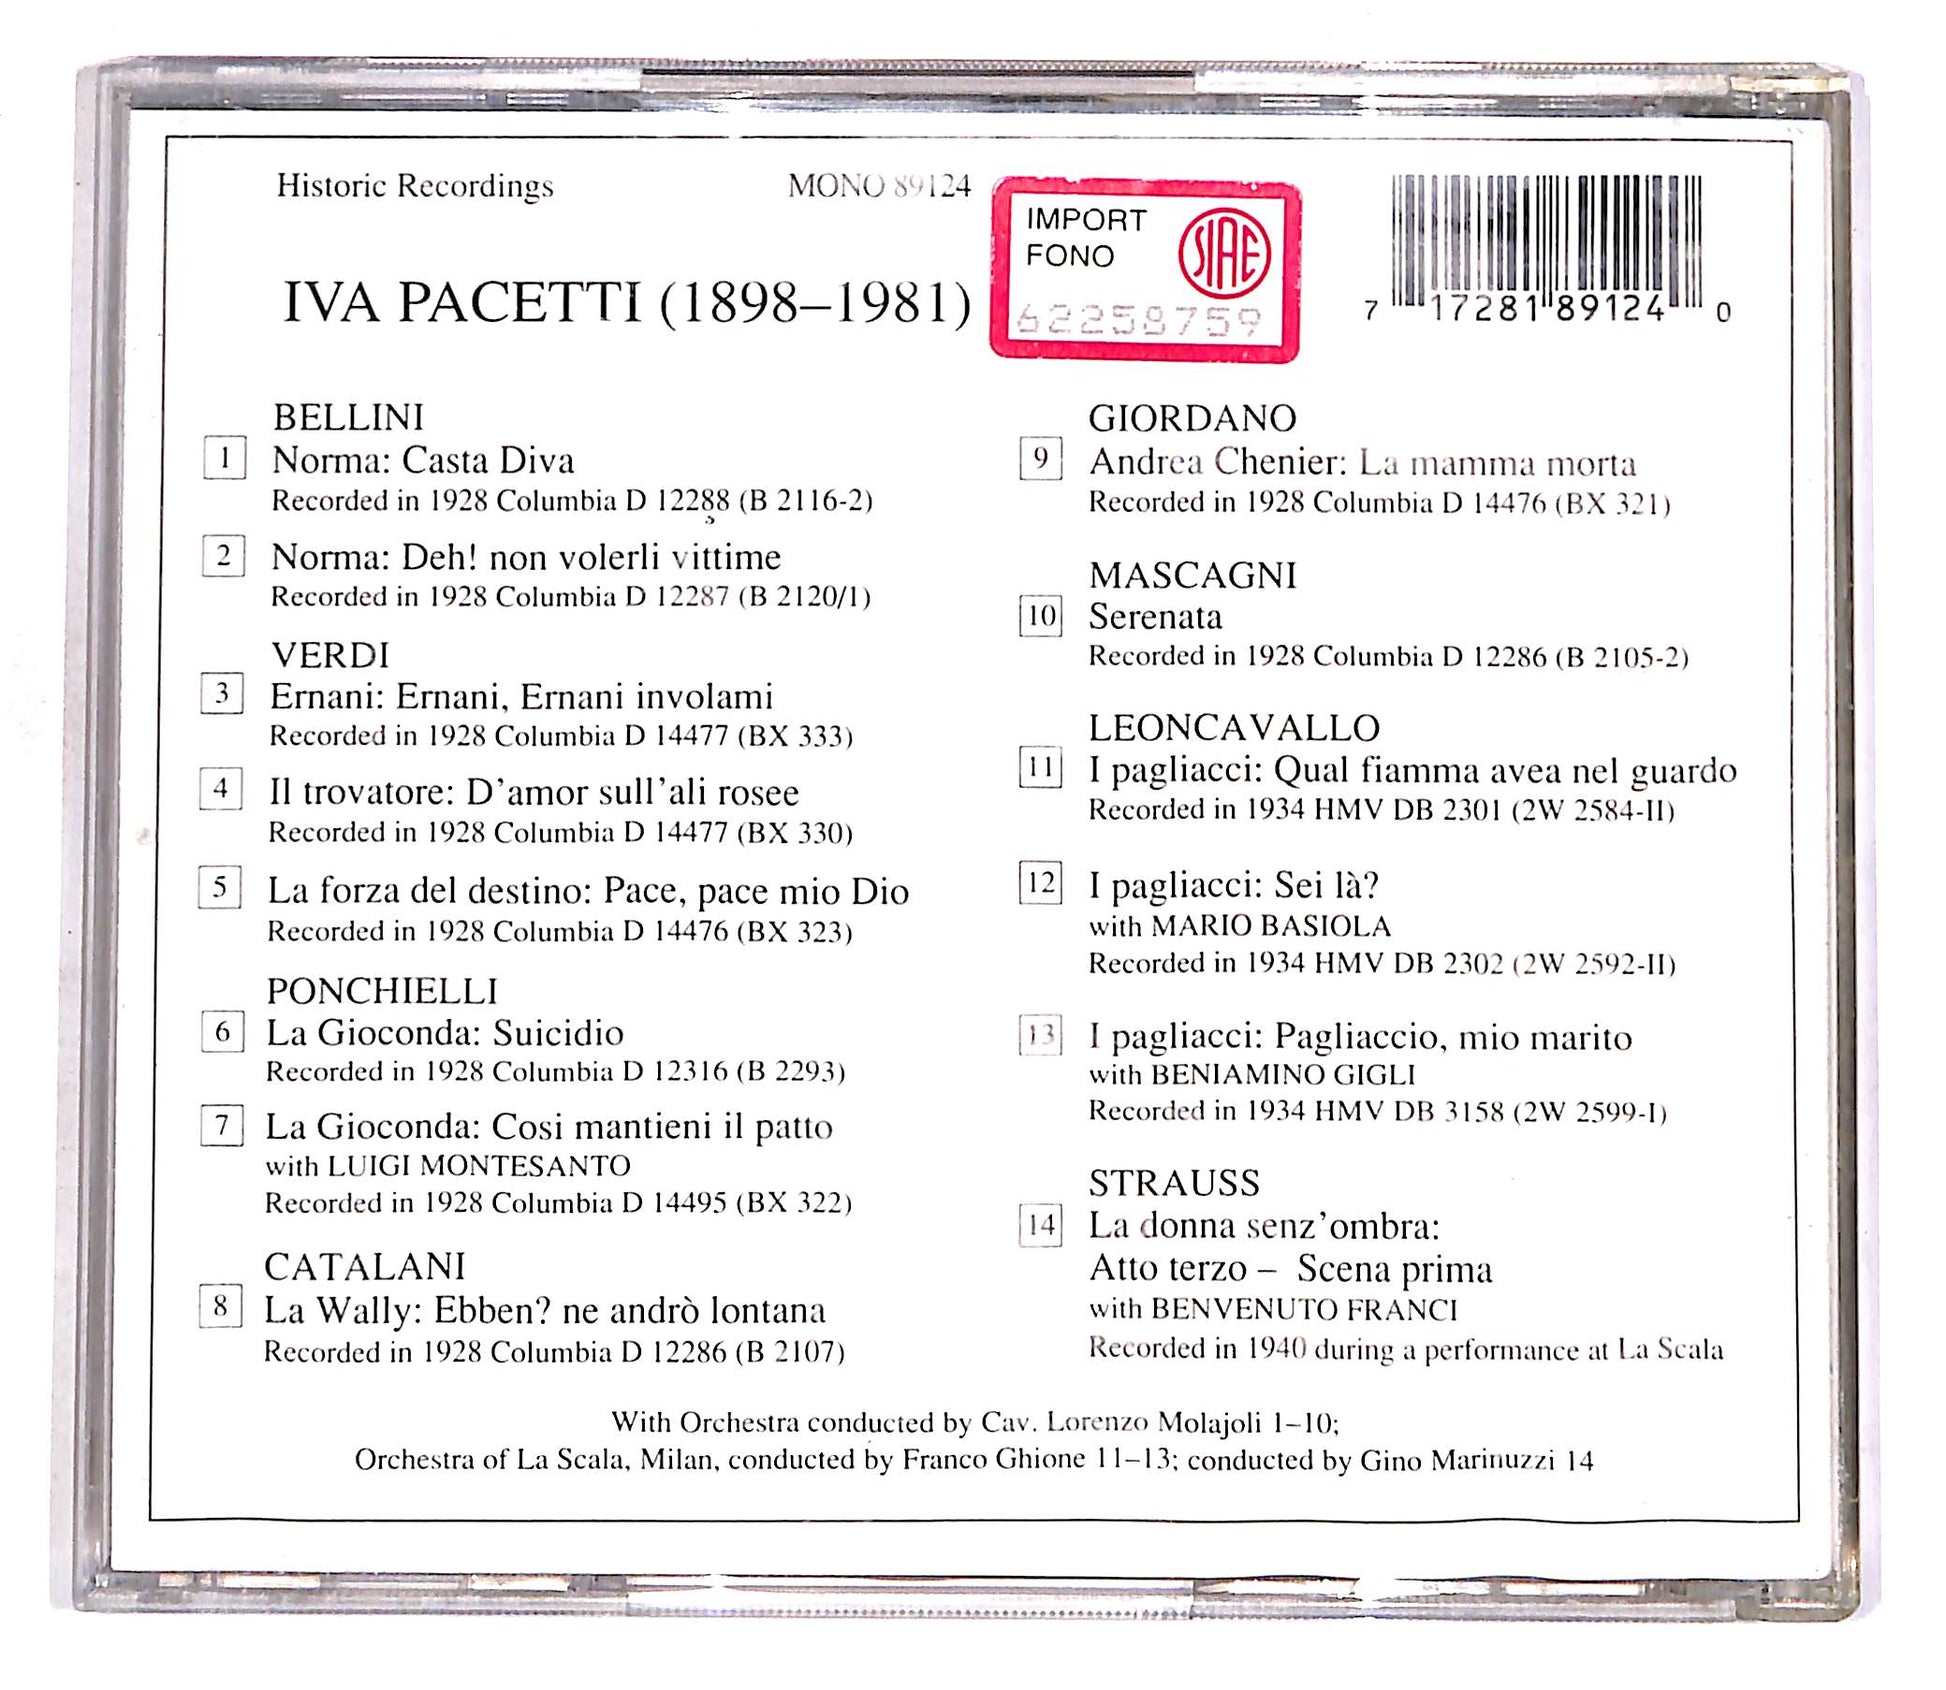 Historic Recordings MONO 89124
IMPORT
FONO
SIAE
62258759
7 17281 89124 0
IVA PACETTI (1898–1981)
BELLINI
1 Norma: Casta Diva
Recorded in 1928 Columbia D 12288 (B 2116-2)
2 Norma: Deh! non volerli vittime
Recorded in 1928 Columbia D 12287 (B 2120/1)
VERDI
3 Ernani: Ernani, Ernani involami
Recorded in 1928 Columbia D 14477 (BX 333)
4 Il trovatore: D’amor sull’ali rosee
Recorded in 1928 Columbia D 14477 (BX 330)
5 La forza del destino: Pace, pace mio Dio
Recorded in 1928 Columbia D 14476 (BX 323)
PONCHIELLI
6 La Gioconda: Suicidio
Recorded in 1928 Columbia D 12316 (B 2293)
7 La Gioconda: Cosi mantieni il patto
with LUIGI MONTESANTO
Recorded in 1928 Columbia D 14495 (BX 322)
CATALANI
8 La Wally: Ebben? ne andrò lontana
Recorded in 1928 Columbia D 12286 (B 2107)
GIORDANO
9 Andrea Chenier: La mamma morta
Recorded in 1928 Columbia D 14476 (BX 321)
MASCAGNI
10 Serenata
Recorded in 1928 Columbia D 12286 (B 2105-2)
LEONCAVALLO
11 I pagliacci: Qual fiamma avea nel guardo
Recorded in 1934 HMV DB 2301 (2W 2584-II)
12 I pagliacci: Sei là?
with MARIO BASIOLA
Recorded in 1934 HMV DB 2302 (2W 2592-II)
13 I pagliacci: Pagliaccio, mio marito
with BENIAMINO GIGLI
Recorded in 1934 HMV DB 3158 (2W 2599-I)
STRAUSS
14 La donna senz’ombra:
Atto terzo – Scena prima
with BENVENUTO FRANCI
Recorded in 1940 during a performance at La Scala
With Orchestra conducted by Cav. Lorenzo Molajoli 1–10;
Orchestra of La Scala, Milan, conducted by Franco Ghione 11–13; conducted by Gino Marinuzzi 14